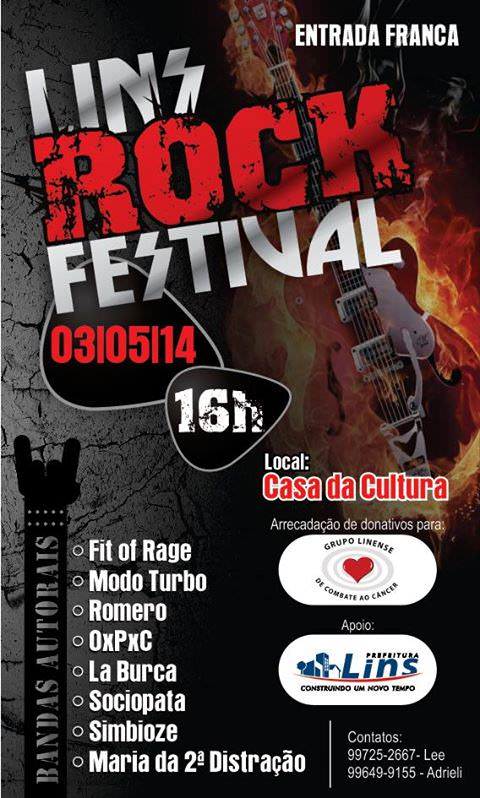 ENTRADA FRANCA
LINS
ROCK
FESTIVAL
03|05|14
16h
Local:
Casa da Cultura
Arrecadação de donativos para:
GRUPO LINENSE
DE COMBATE AO CÂNCER
Apoio:
PREFEITURA
Lins
CONSTRUINDO UM NOVO TEMPO
BANDAS AUTORAIS
Fit of Rage
Modo Turbo
Romero
OxPxC
La Burca
Sociopata
Simbioze
Maria da 2ª Distração
Contatos:
99725-2667- Lee
99649-9155 - Adrieli